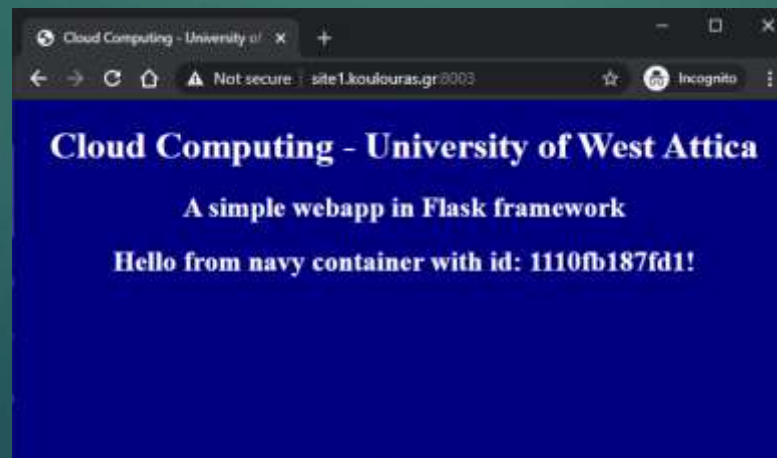 Cloud Computing - University of
Not secure site1.koulouras.gr:8003 Incognito
Cloud Computing - University of West Attica
A simple webapp in Flask framework
Hello from navy container with id: 1110fb187fd1!